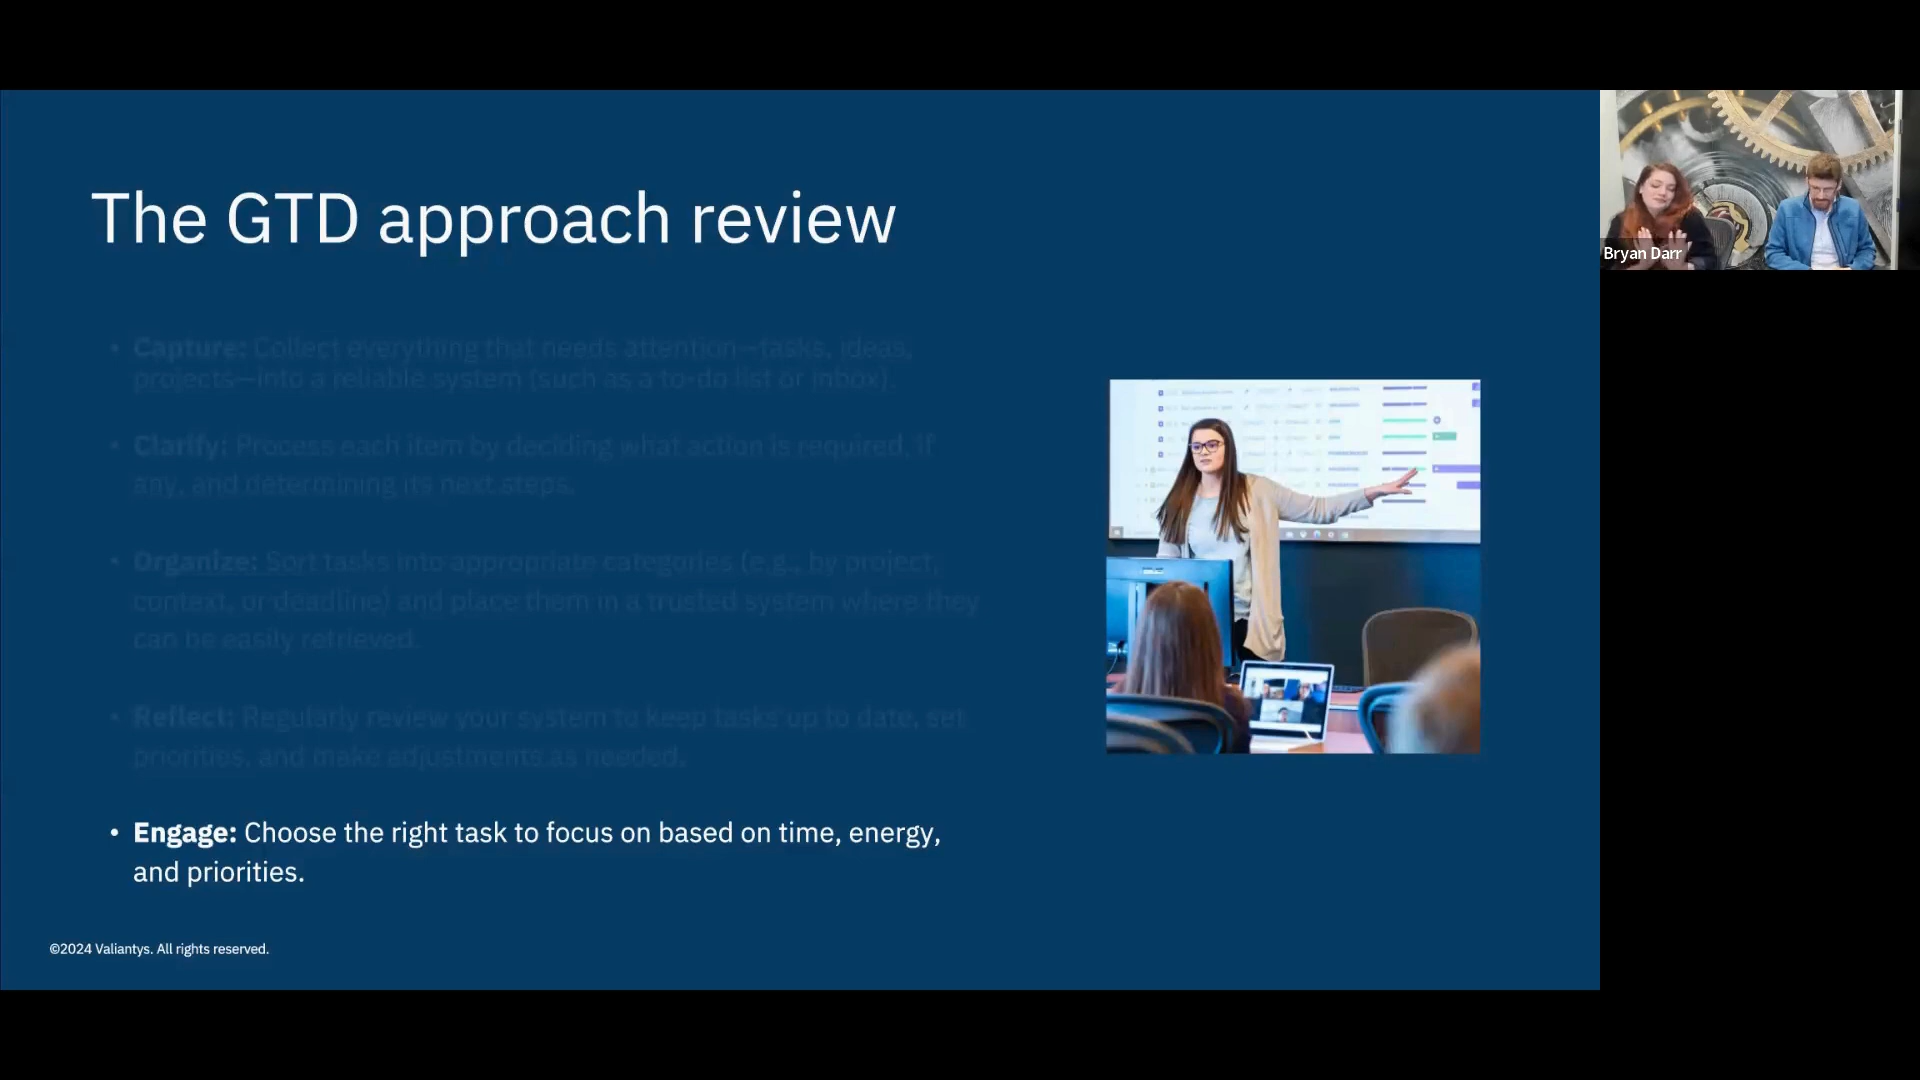 The GTD approach review
• Capture: Collect everything that needs attention—tasks, ideas,
projects—into a reliable system (such as a to-do list or inbox).
• Clarify: Process each item by deciding what action is required, if
any, and determining its next steps.
• Organize: Sort tasks into appropriate categories (e.g., by project,
context, or deadline) and place them in a trusted system where they
can be easily retrieved.
• Reflect: Regularly review your system to keep tasks up to date, set
priorities, and make adjustments as needed.
• Engage: Choose the right task to focus on based on time, energy,
and priorities.
©2024 Valiantys. All rights reserved.
Bryan Darr